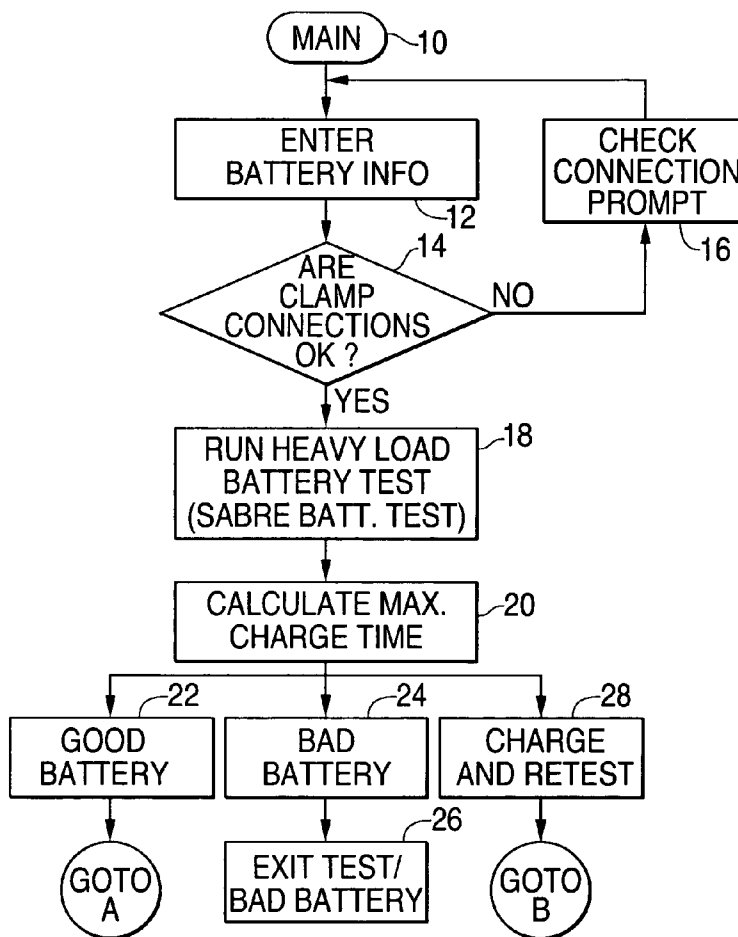 MAIN
10
ENTER
BATTERY INFO
12
CHECK
CONNECTION
PROMPT
16
14
ARE
CLAMP
CONNECTIONS
OK ?
NO
YES
RUN HEAVY LOAD
BATTERY TEST
(SABRE BATT. TEST)
18
CALCULATE MAX.
CHARGE TIME
20
22
GOOD
BATTERY
24
BAD
BATTERY
28
CHARGE
AND RETEST
GOTO
A
26
EXIT TEST/
BAD BATTERY
GOTO
B